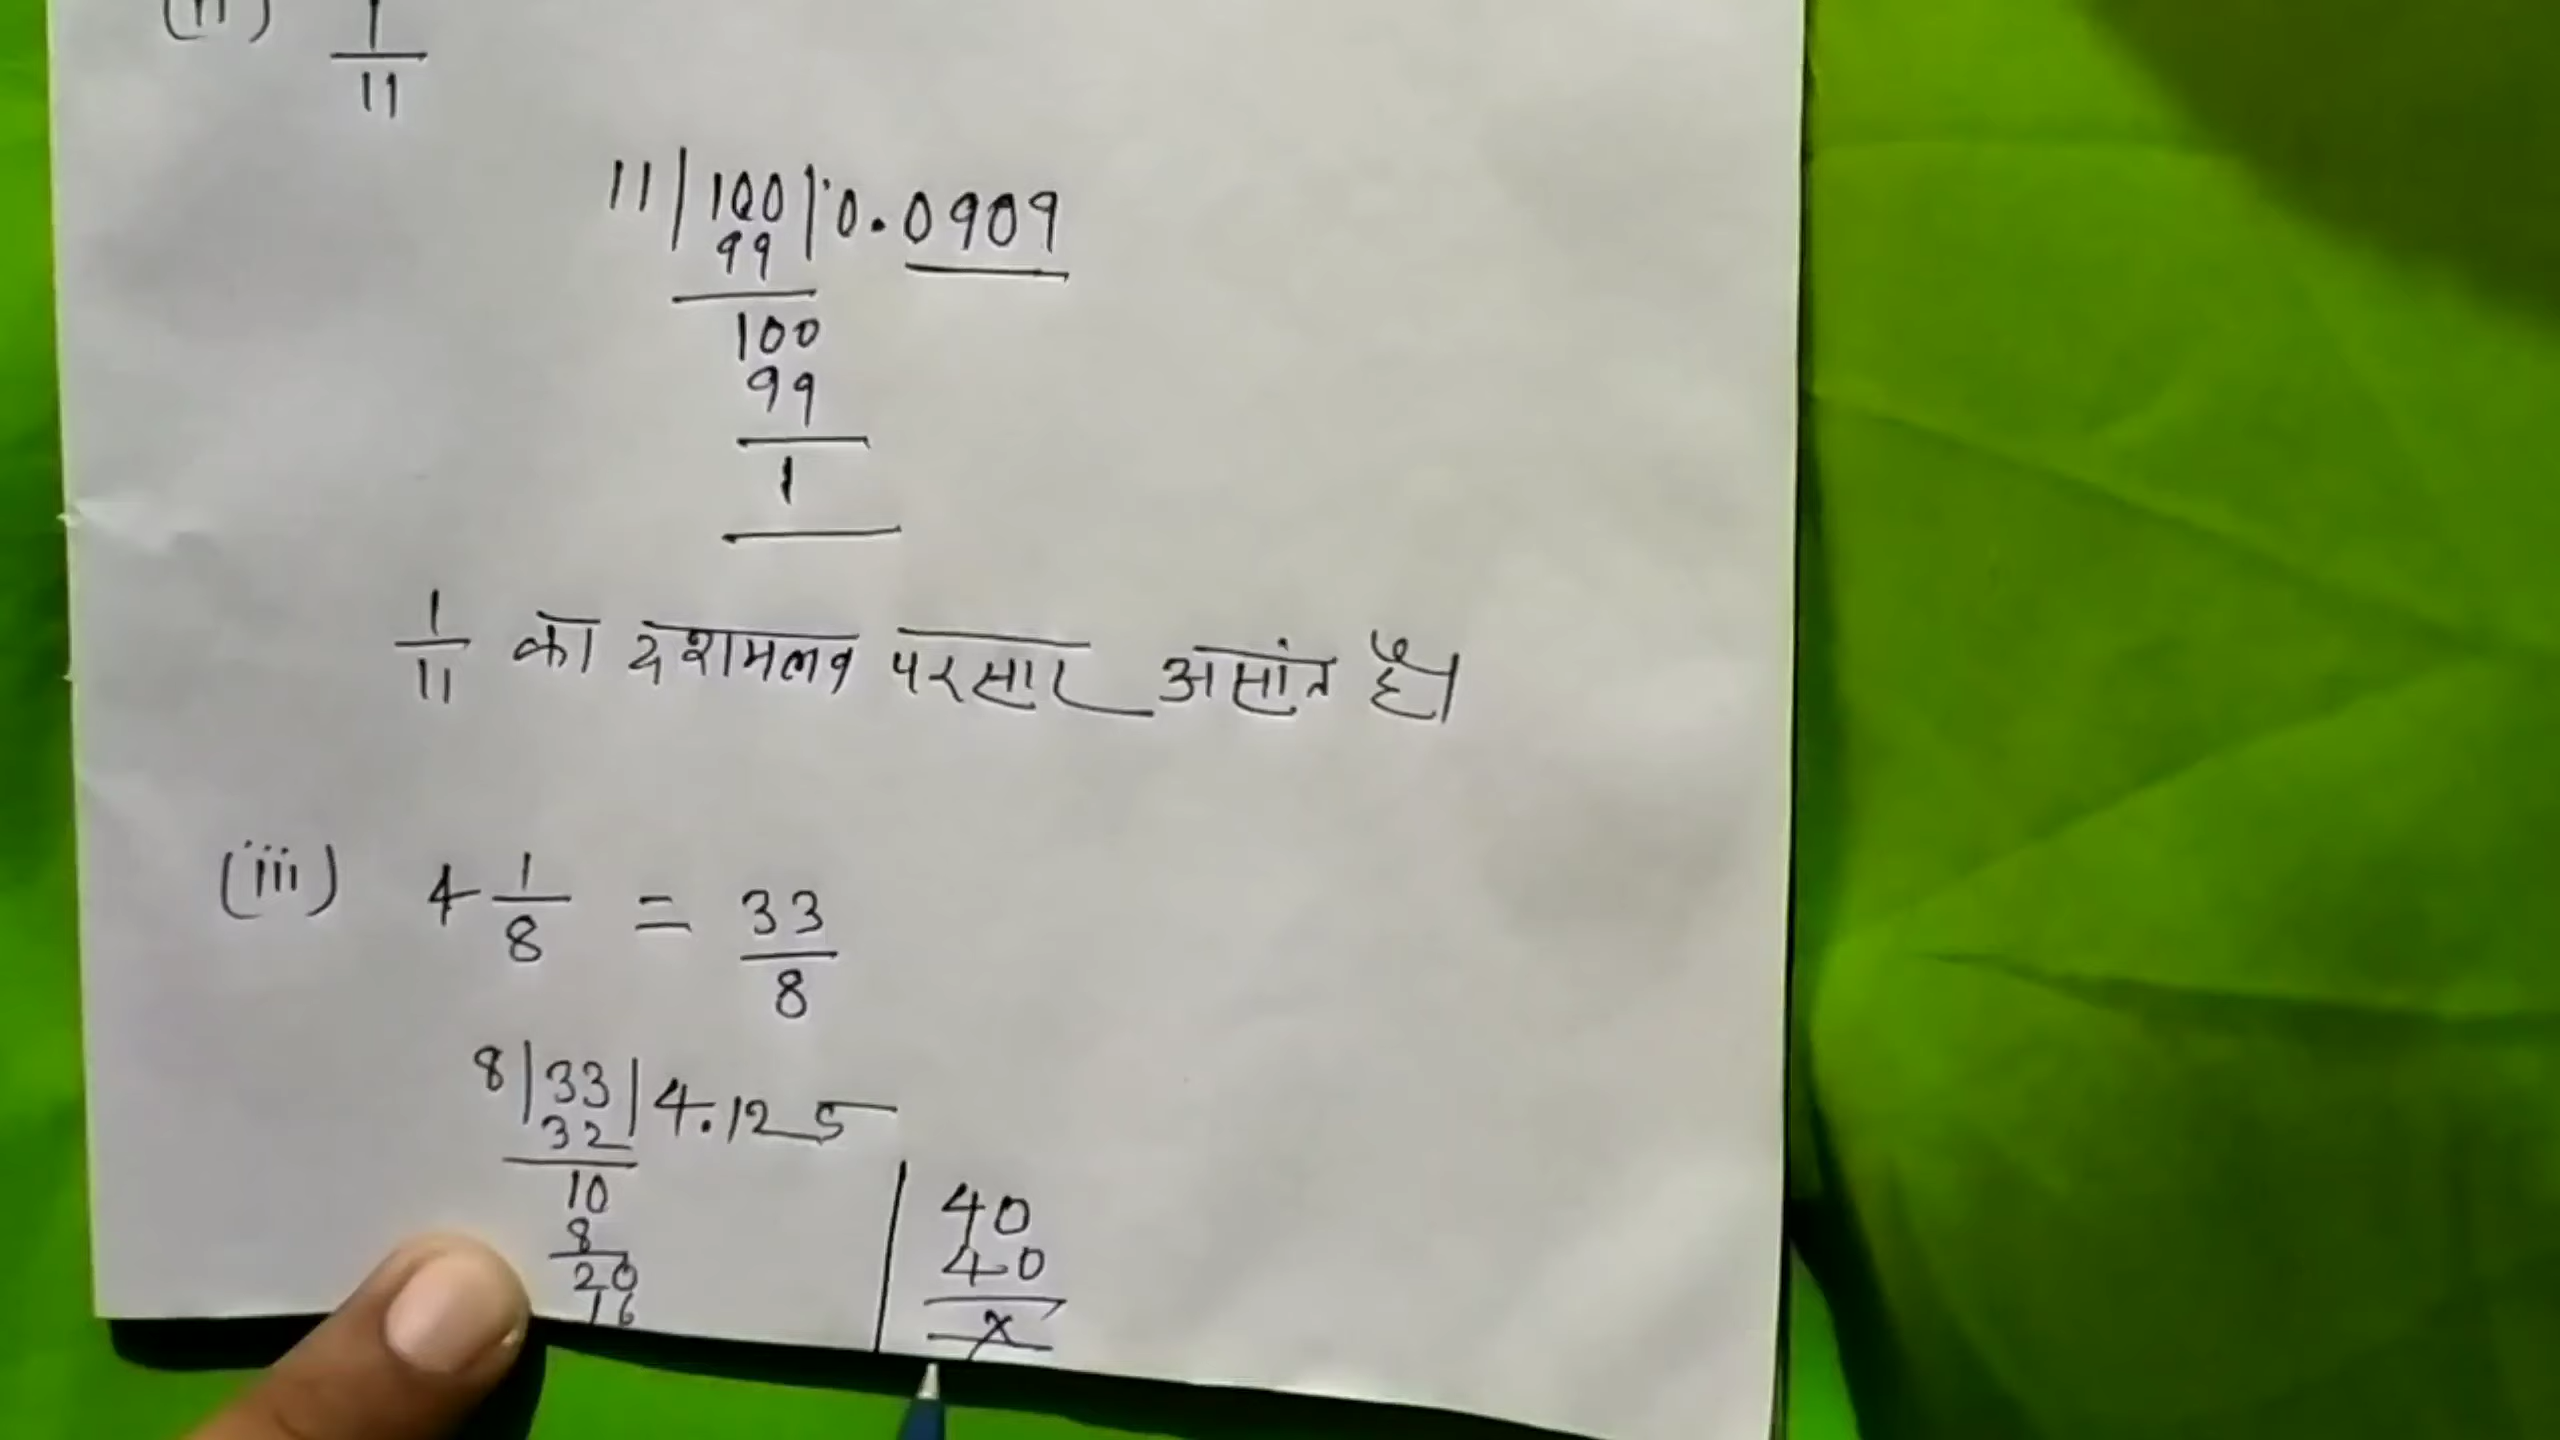 (ii) 1/11
11 | 100 | 0.0909
99
100
99
1
1/11 का दशमलव परसार असांत है।
(iii) 4 1/8 = 33/8
8 | 33 | 4.125
32
10
8
20
16
40
40
x